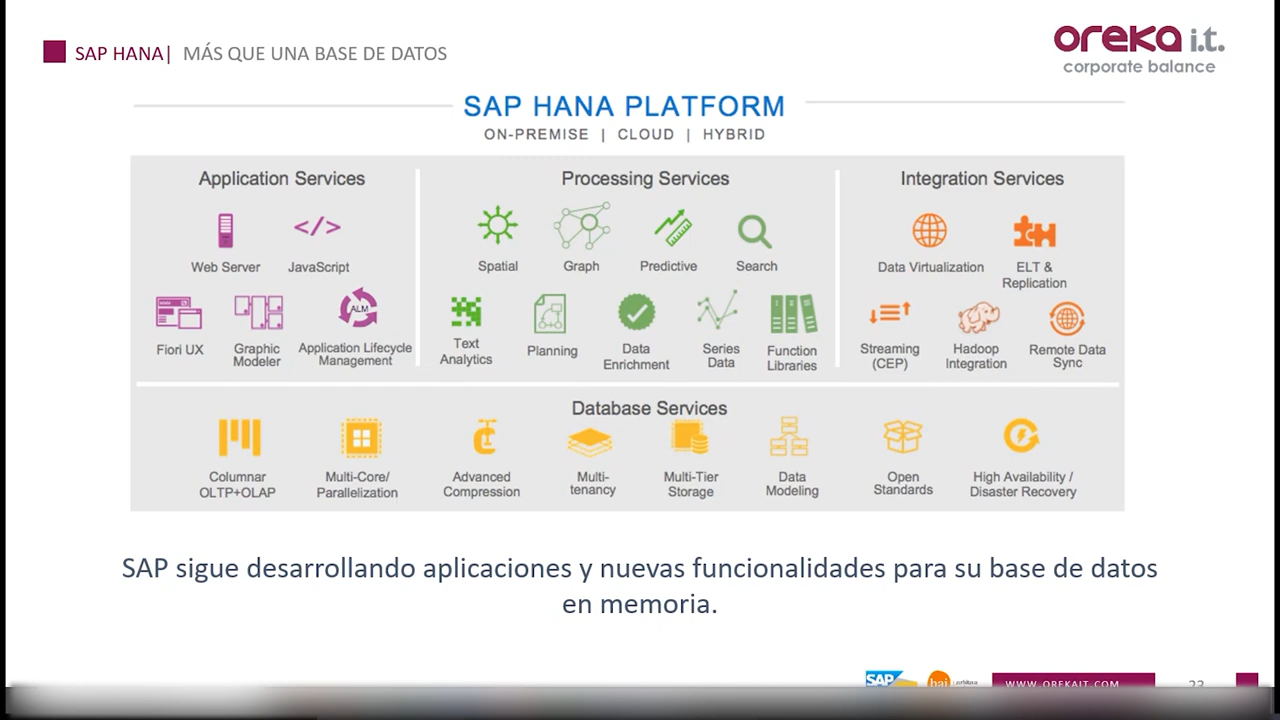 SAP HANA| MÁS QUE UNA BASE DE DATOS
oreka i.t.
corporate balance
SAP HANA PLATFORM
ON-PREMISE | CLOUD | HYBRID
Application Services
Web Server
JavaScript
</>
Fiori UX
Graphic
Modeler
ALM
Application Lifecycle
Management
Processing Services
Spatial
Graph
Predictive
Search
Text
Analytics
Planning
Data
Enrichment
Series
Data
Function
Libraries
Integration Services
Data Virtualization
ELT &
Replication
Streaming
(CEP)
Hadoop
Integration
Remote Data
Sync
Database Services
Columnar
OLTP+OLAP
Multi-Core/
Parallelization
Advanced
Compression
Multi-
tenancy
Multi-Tier
Storage
Data
Modeling
Open
Standards
High Availability /
Disaster Recovery
SAP sigue desarrollando aplicaciones y nuevas funcionalidades para su base de datos
en memoria.
SAP
bai
WWW.OREKAIT.COM
23